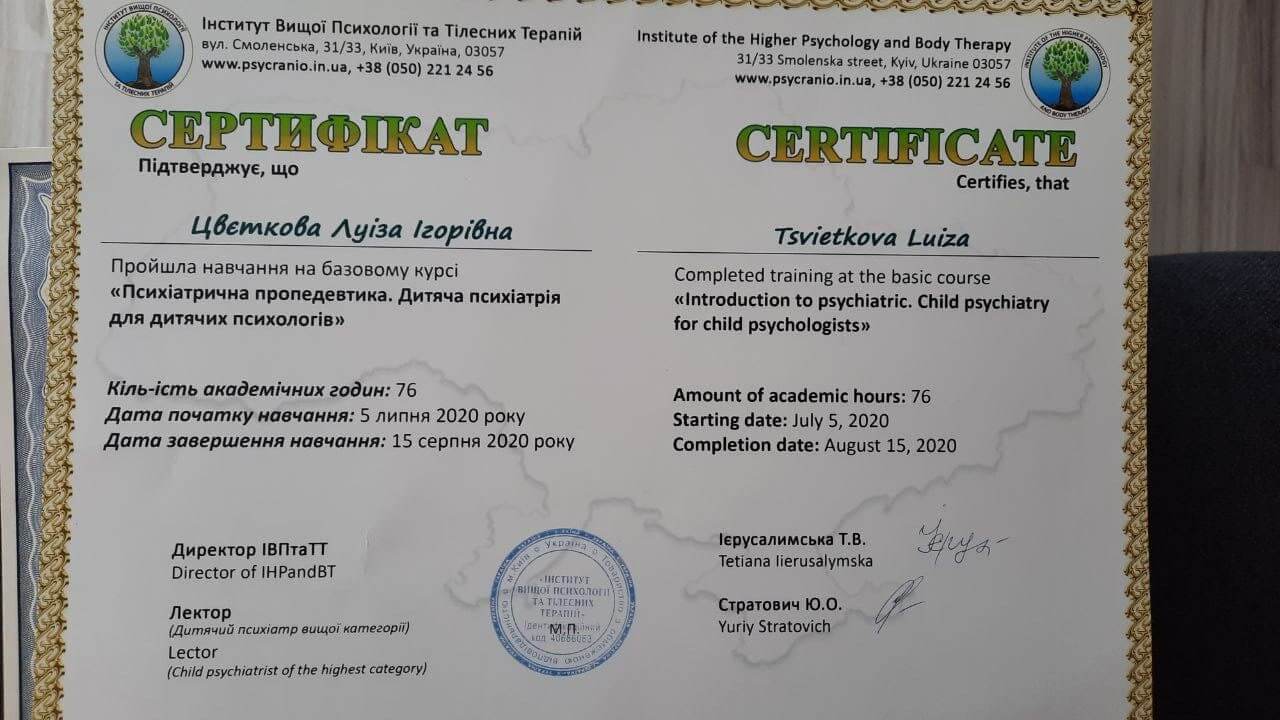 Інститут Вищої Психології та Тілесних Терапій
вул. Смоленська, 31/33, Київ, Україна, 03057
www.psycranio.in.ua, +38 (050) 221 24 56
СЕРТИФІКАТ
Підтверджує, що
Цвєткова Луіза Ігорівна
Пройшла навчання на базовому курсі
«Психіатрична пропедевтика. Дитяча психіатрія
для дитячих психологів»
Кіль-ість академічних годин: 76
Дата початку навчання: 5 липня 2020 року
Дата завершення навчання: 15 серпня 2020 року
Institute of the Higher Psychology and Body Therapy
31/33 Smolenska street, Kyiv, Ukraine 03057
www.psycranio.in.ua, +38 (050) 221 24 56
CERTIFICATE
Certifies, that
Tsvietkova Luiza
Completed training at the basic course
«Introduction to psychiatric. Child psychiatry
for child psychologists»
Amount of academic hours: 76
Starting date: July 5, 2020
Completion date: August 15, 2020
Директор ІВПтаТТ
Director of IHPandBT
Лектор
(Дитячий психіатр вищої категорії)
Lector
(Child psychiatrist of the highest category)
«ІНСТИТУТ
ВИЩОЇ ПСИХОЛОГІЇ
ТА ТІЛЕСНИХ
ТЕРАПІЙ»
М.П.
Ідентифікаційний
код 40686063
Ієрусалимська Т.В.
Tetiana Iierusalymska
Стратович Ю.О.
Yuriy Stratovich